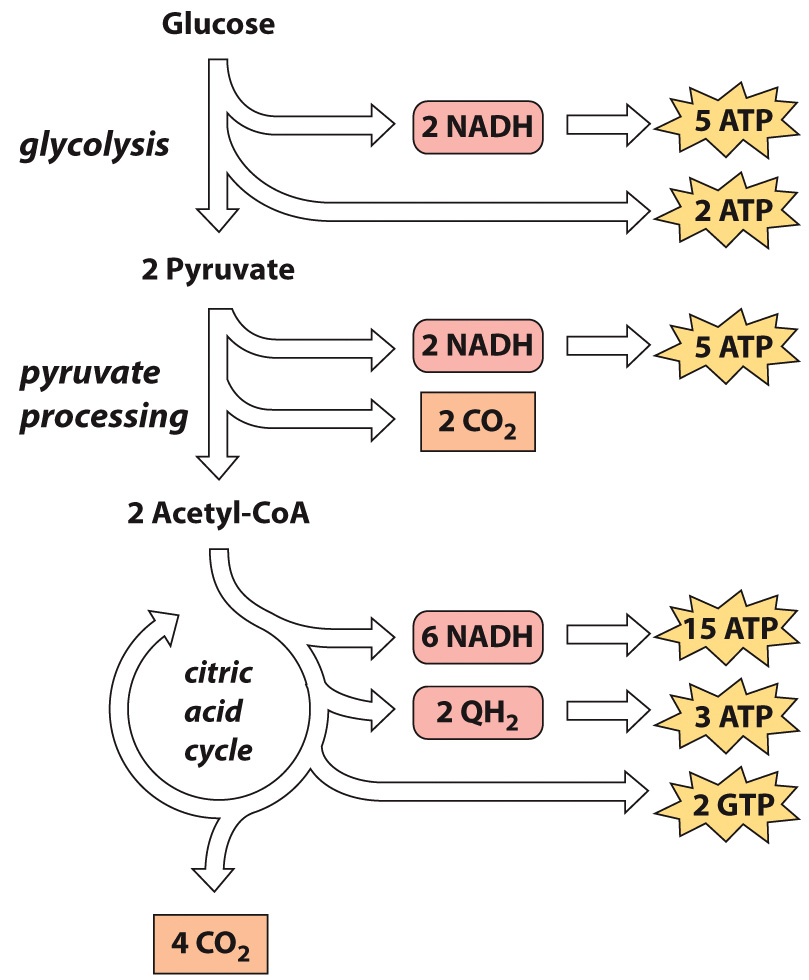 Glucose
glycolysis
2 NADH
5 ATP
2 ATP
2 Pyruvate
pyruvate
processing
2 NADH
5 ATP
2 CO₂
2 Acetyl-CoA
citric
acid
cycle
6 NADH
15 ATP
2 QH₂
3 ATP
2 GTP
4 CO₂